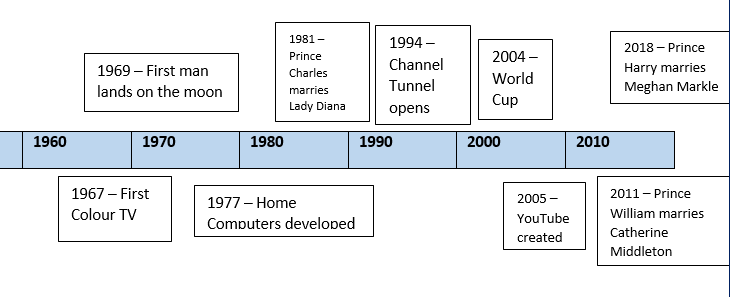 1969 – First man
lands on the moon
1981 –
Prince
Charles
marries
Lady Diana
1994 –
Channel
Tunnel
opens
2004 –
World
Cup
2018 – Prince
Harry marries
Meghan Markle
1960 1970 1980 1990 2000 2010
1967 – First
Colour TV
1977 – Home
Computers developed
2005 -
YouTube
created
2011 – Prince
William marries
Catherine
Middleton